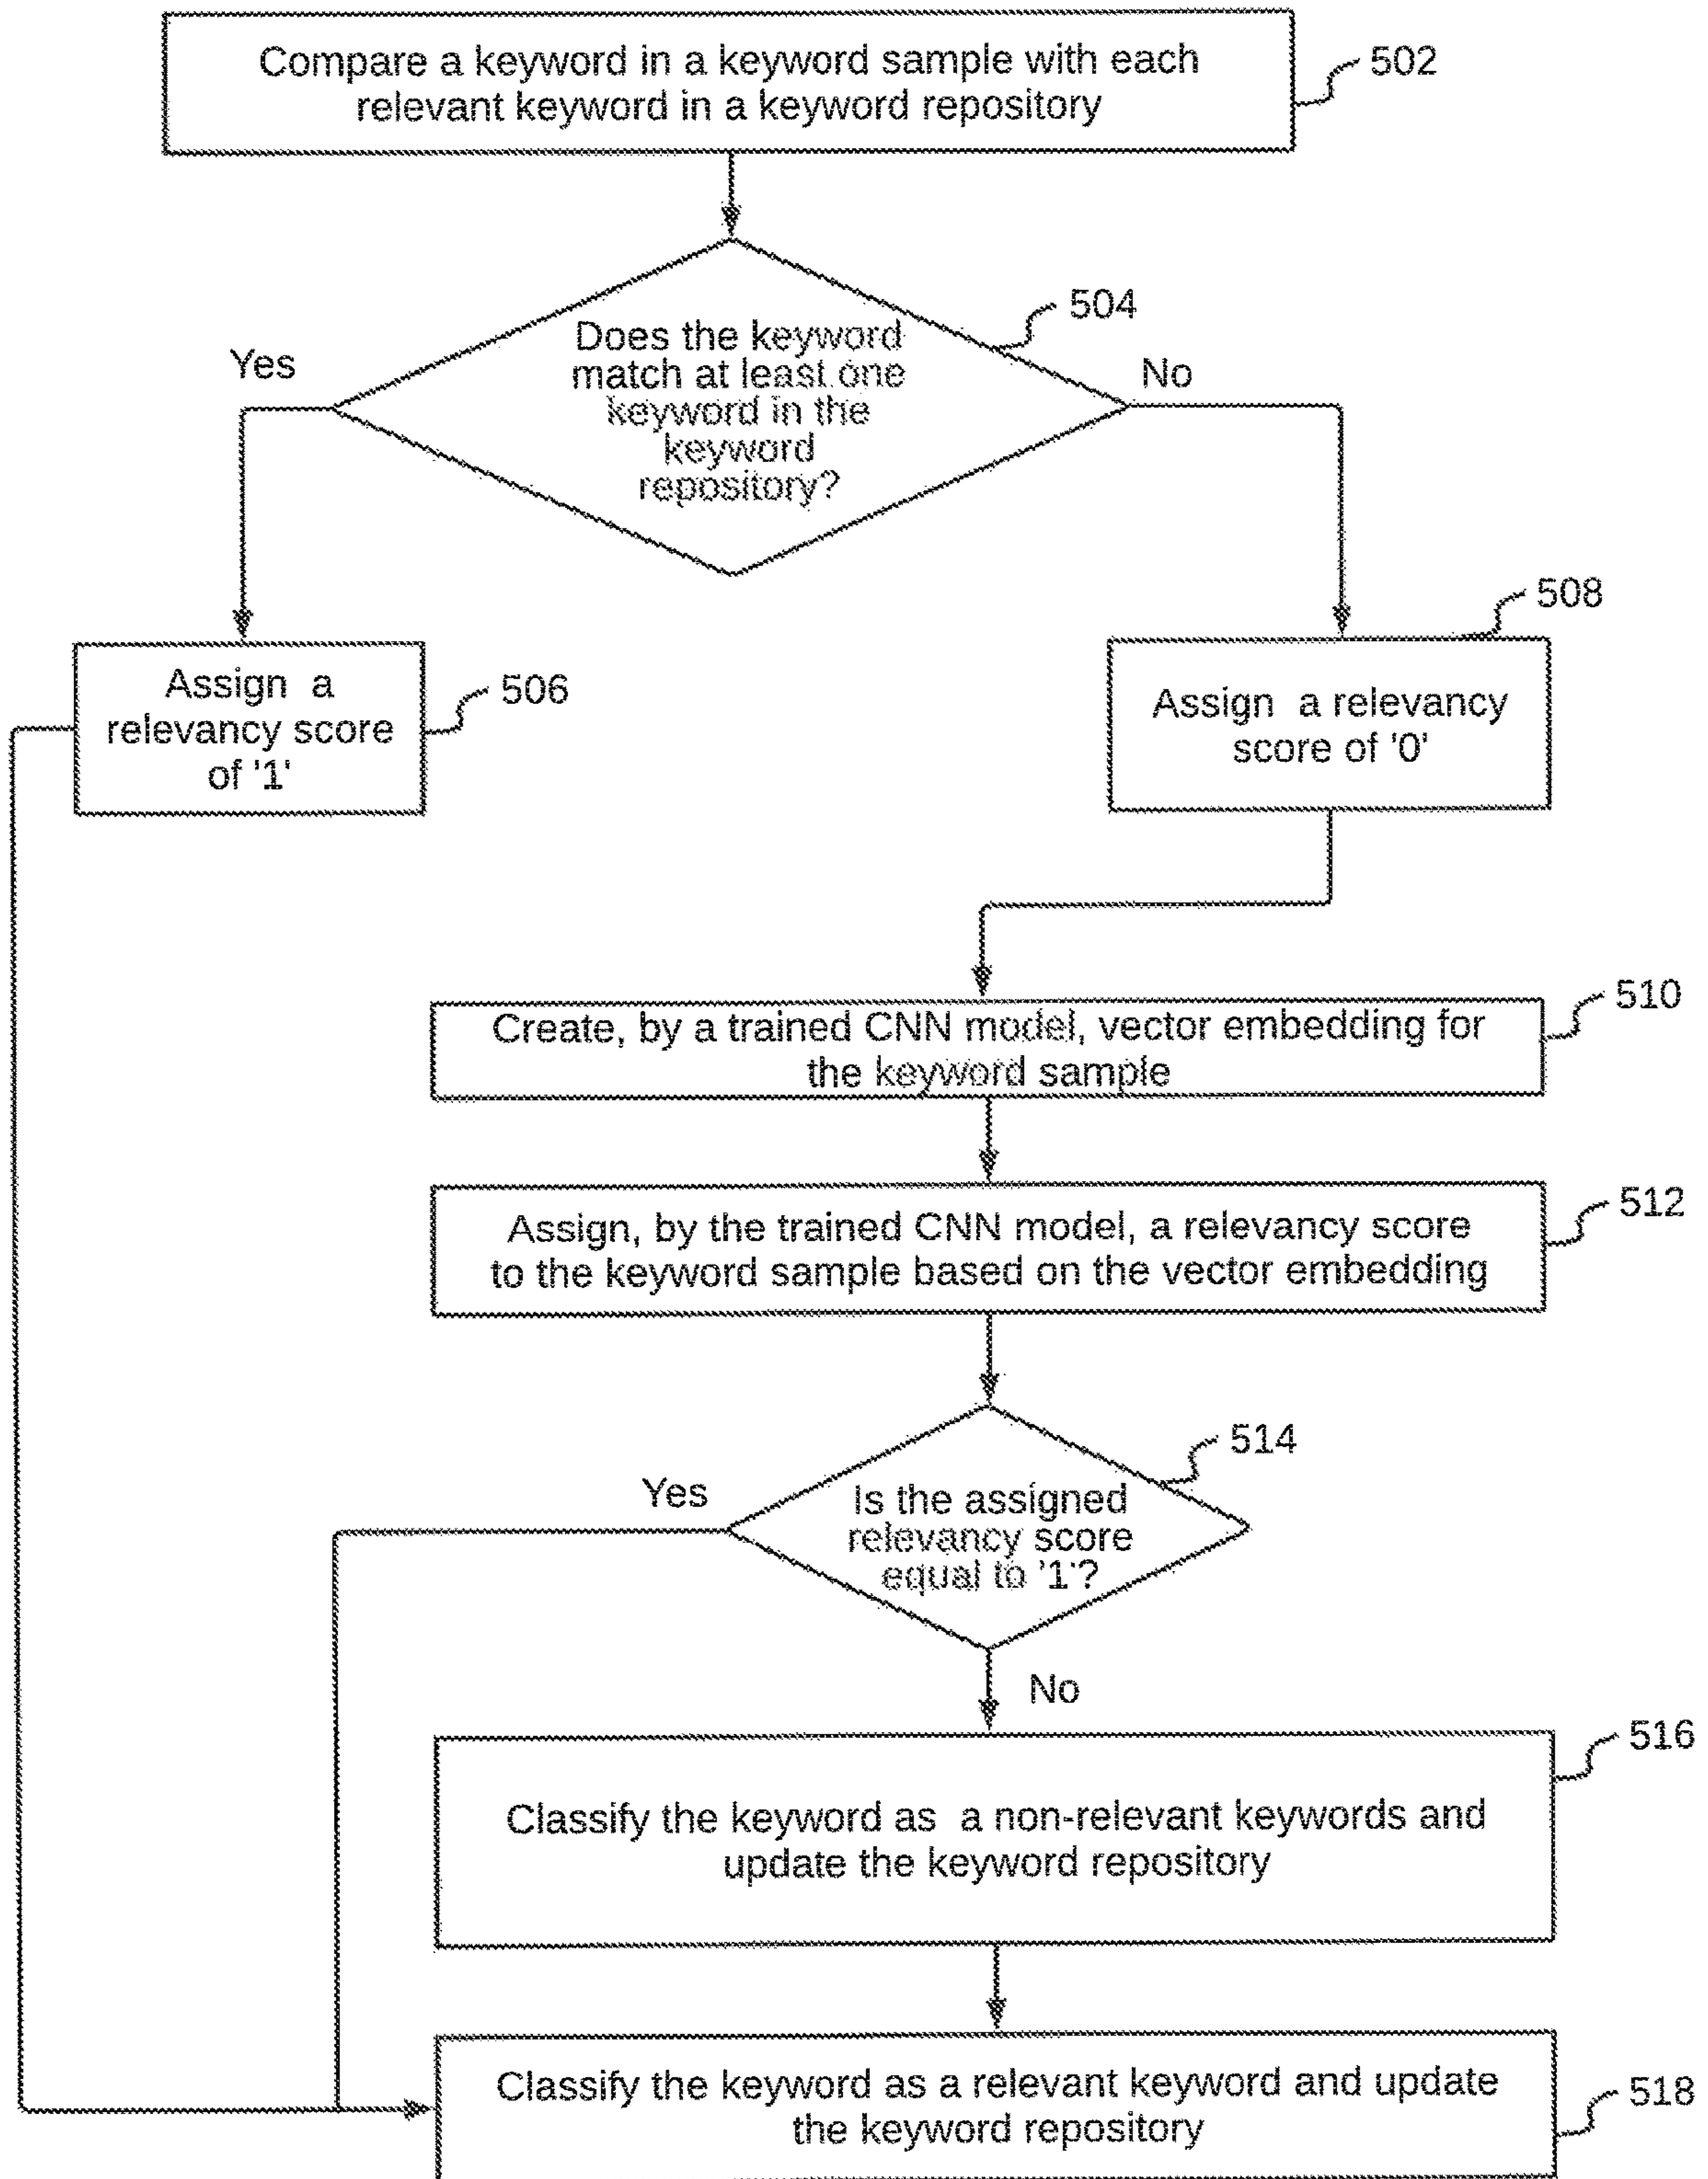 Compare a keyword in a keyword sample with each
relevant keyword in a keyword repository
502
504
Does the keyword
match at least one
keyword in the
keyword
repository?
Yes
No
508
Assign a
relevancy score
of '1'
506
Assign a relevancy
score of '0'
510
Create, by a trained CNN model, vector embedding for
the keyword sample
512
Assign, by the trained CNN model, a relevancy score
to the keyword sample based on the vector embedding
514
Yes
Is the assigned
relevancy score
equal to '1'?
No
516
Classify the keyword as a non-relevant keywords and
update the keyword repository
518
Classify the keyword as a relevant keyword and update
the keyword repository